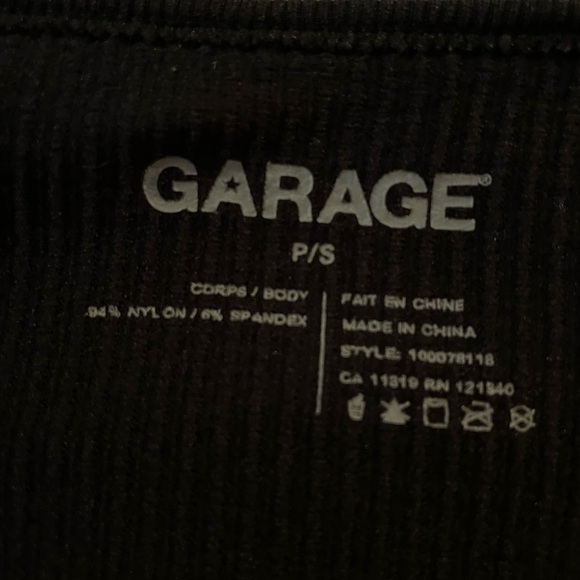 GARAGE®
P/S
CORPS / BODY
94% NYLON / 6% SPANDEX
FAIT EN CHINE
MADE IN CHINA
STYLE: 100078118
CA 11319 RN 121340